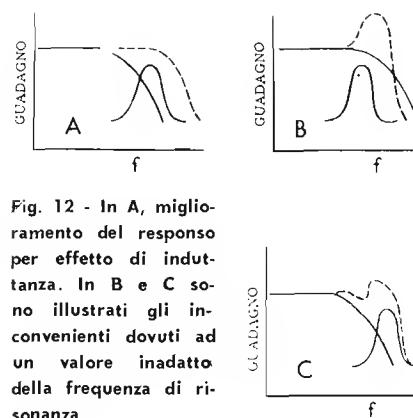 GUADAGNO
A
f
GUADAGNO
B
f
Fig. 12 - In A, miglio-
ramento del responso
per effetto di indut-
tanza. In B e C so-
no illustrati gli in-
convenienti dovuti ad
un valore inadatto
della frequenza di ri-
sonanza
GUADAGNO
C
f